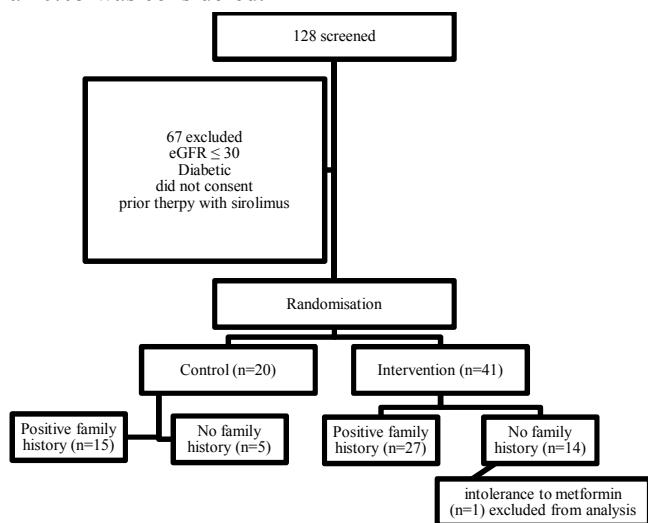 128 screened
67 excluded
eGFR ≤ 30
Diabetic
did not consent
prior therpy with sirolimus
Randomisation
Control (n=20)
Intervention (n=41)
Positive family
history (n=15)
No family
history (n=5)
Positive family
history (n=27)
No family
history (n=14)
intolerance to metformin
(n=1) excluded from analysis